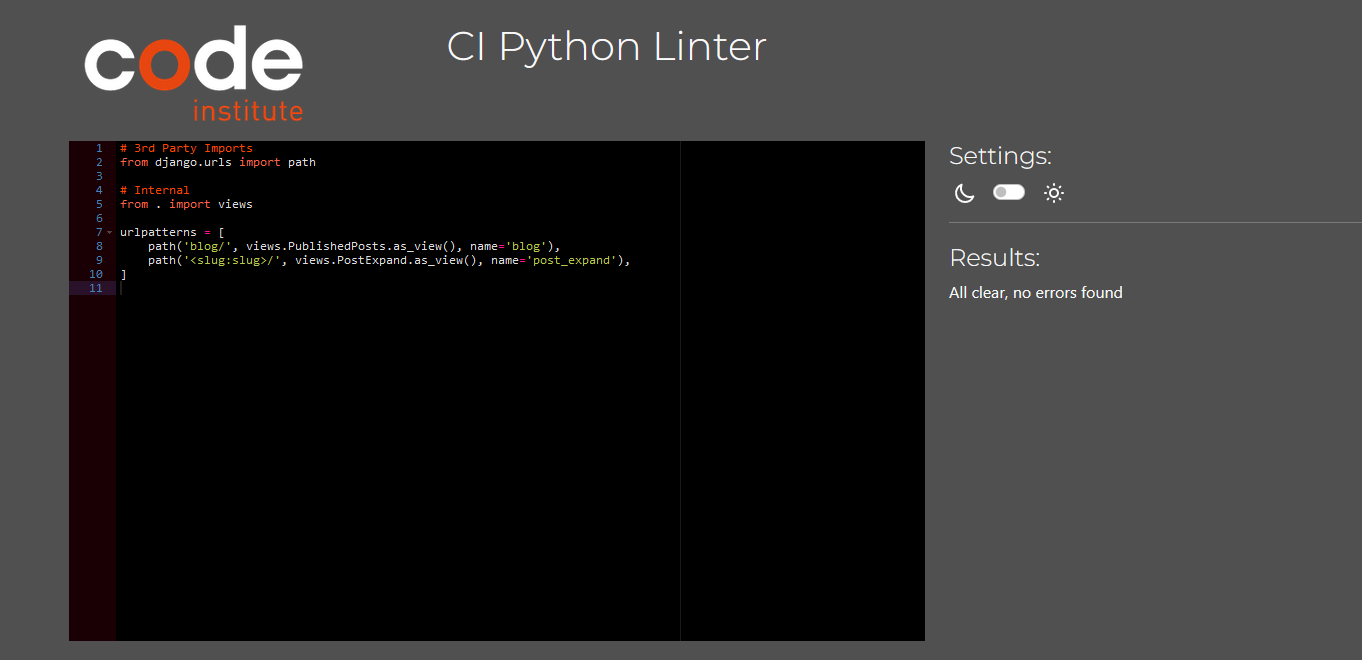 code
institute
CI Python Linter
1 # 3rd Party Imports
2 from django.urls import path
3
4 # Internal
5 from . import views
6
7 urlpatterns = [
8     path('blog/', views.PublishedPosts.as_view(), name='blog'),
9     path('<slug:slug>/', views.PostExpand.as_view(), name='post_expand'),
10 ]
11
Settings:
Results:
All clear, no errors found